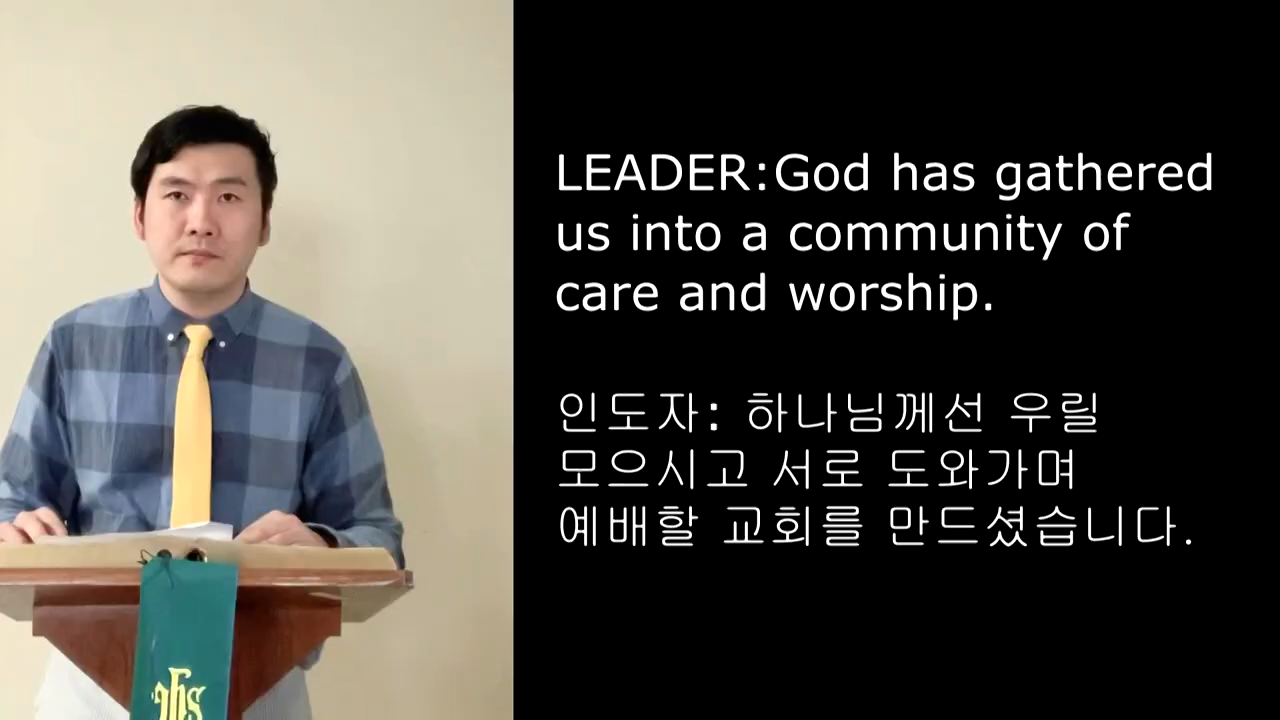 LEADER:God has gathered
us into a community of
care and worship.
인도자: 하나님께선 우릴
모으시고 서로 도와가며
예배할 교회를 만드셨습니다.
IHS